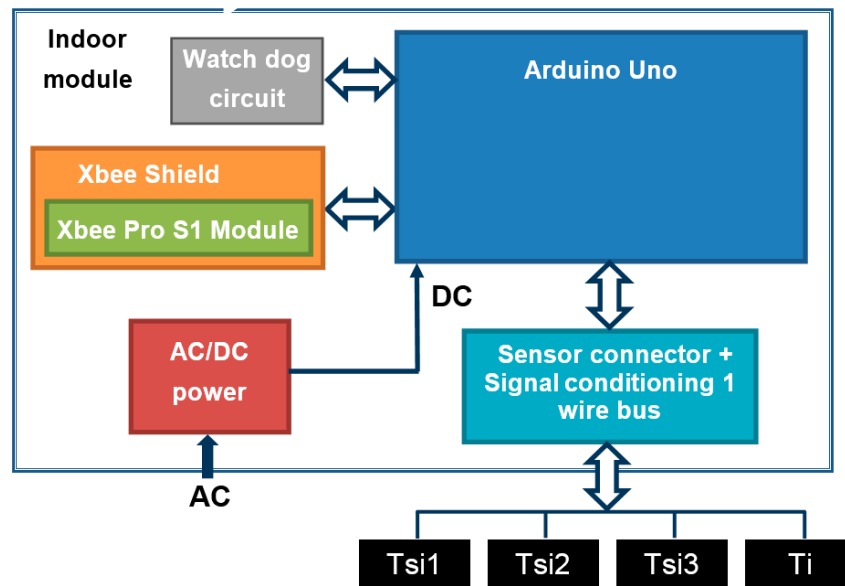 Indoor
module
Watch dog
circuit
Arduino Uno
Xbee Shield
Xbee Pro S1 Module
DC
AC/DC
power
Sensor connector +
Signal conditioning 1
wire bus
AC
Tsi1
Tsi2
Tsi3
Ti